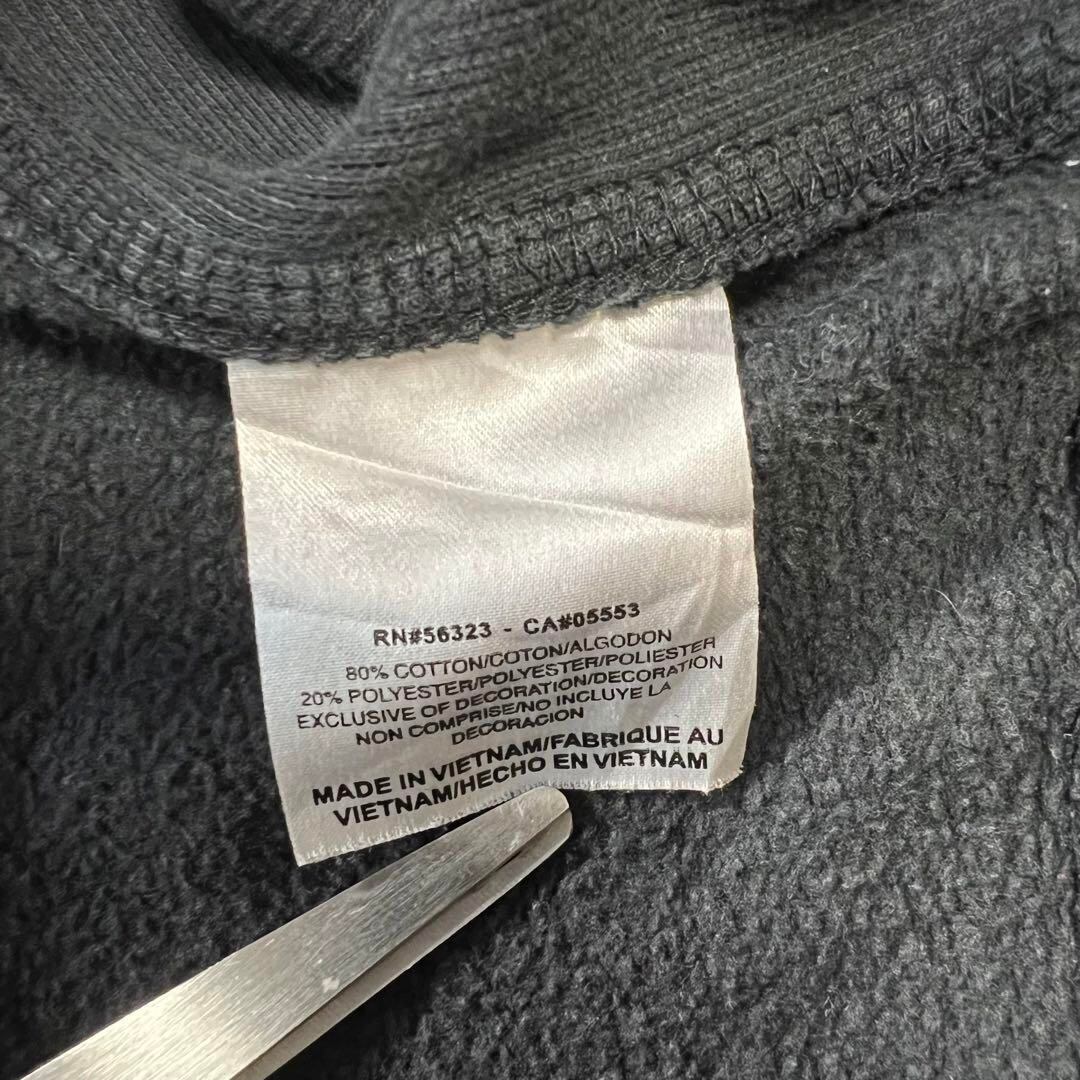 RN#56323 - CA#05553
80% COTTON/COTON/ALGODON
20% POLYESTER/POLYESTER/POLIESTER
EXCLUSIVE OF DECORATION/DECORATION
NON COMPRISE/NO INCLUYE LA
DECORACION
MADE IN VIETNAM/FABRIQUE AU
VIETNAM/HECHO EN VIETNAM